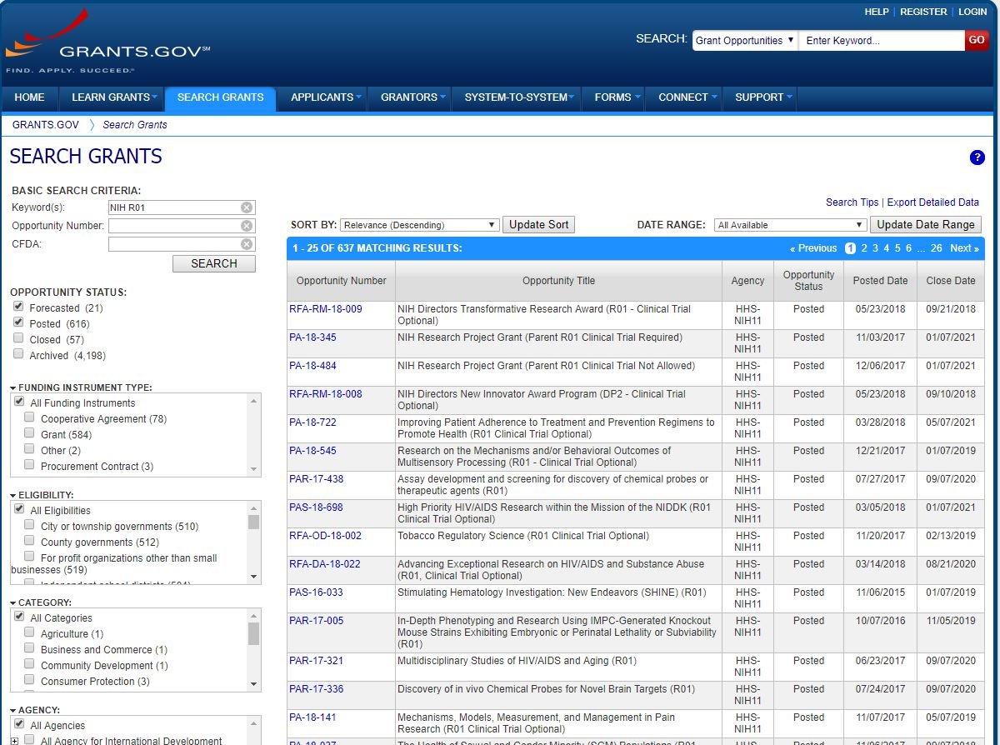 HELP | REGISTER | LOGIN
GRANTS.GOV℠
FIND. APPLY. SUCCEED.
SEARCH: Grant Opportunities ▼ Enter Keyword... GO
HOME LEARN GRANTS SEARCH GRANTS APPLICANTS GRANTORS SYSTEM-TO-SYSTEM FORMS CONNECT SUPPORT
GRANTS.GOV 〉 Search Grants
SEARCH GRANTS
?
BASIC SEARCH CRITERIA:
Keyword(s): NIH R01
Opportunity Number:
CFDA:
SEARCH
OPPORTUNITY STATUS:
Forecasted (21)
Posted (616)
Closed (57)
Archived (4,198)
FUNDING INSTRUMENT TYPE:
All Funding Instruments
Cooperative Agreement (78)
Grant (584)
Other (2)
Procurement Contract (3)
ELIGIBILITY:
All Eligibilities
City or township governments (510)
County governments (512)
For profit organizations other than small
businesses (519)
CATEGORY:
All Categories
Agriculture (1)
Business and Commerce (1)
Community Development (1)
Consumer Protection (3)
AGENCY:
All Agencies
All Agency for International Development
Search Tips | Export Detailed Data
SORT BY: Relevance (Descending) Update Sort DATE RANGE: All Available Update Date Range
1 - 25 OF 637 MATCHING RESULTS: « Previous 1 2 3 4 5 6 ... 26 Next »
Opportunity Number Opportunity Title Agency Opportunity Status Posted Date Close Date
RFA-RM-18-009 NIH Directors Transformative Research Award (R01 - Clinical Trial Optional) HHS-NIH11 Posted 05/23/2018 09/21/2018
PA-18-345 NIH Research Project Grant (Parent R01 Clinical Trial Required) HHS-NIH11 Posted 11/03/2017 01/07/2021
PA-18-484 NIH Research Project Grant (Parent R01 Clinical Trial Not Allowed) HHS-NIH11 Posted 12/06/2017 01/07/2021
RFA-RM-18-008 NIH Directors New Innovator Award Program (DP2 - Clinical Trial Optional) HHS-NIH11 Posted 05/23/2018 09/10/2018
PA-18-722 Improving Patient Adherence to Treatment and Prevention Regimens to Promote Health (R01 Clinical Trial Optional) HHS-NIH11 Posted 03/28/2018 05/07/2021
PA-18-545 Research on the Mechanisms and/or Behavioral Outcomes of Multisensory Processing (R01 - Clinical Trial Optional) HHS-NIH11 Posted 12/21/2017 01/07/2019
PAR-17-438 Assay development and screening for discovery of chemical probes or therapeutic agents (R01) HHS-NIH11 Posted 07/27/2017 09/07/2020
PAS-18-698 High Priority HIV/AIDS Research within the Mission of the NIDDK (R01 Clinical Trial Optional) HHS-NIH11 Posted 03/05/2018 01/07/2021
RFA-OD-18-002 Tobacco Regulatory Science (R01 Clinical Trial Optional) HHS-NIH11 Posted 11/20/2017 02/13/2019
RFA-DA-18-022 Advancing Exceptional Research on HIV/AIDS and Substance Abuse (R01, Clinical Trial Optional) HHS-NIH11 Posted 03/14/2018 08/21/2020
PAS-16-033 Stimulating Hematology Investigation: New Endeavors (SHINE) (R01) HHS-NIH11 Posted 11/06/2015 01/07/2019
PAR-17-005 In-Depth Phenotyping and Research Using IMPC-Generated Knockout Mouse Strains Exhibiting Embryonic or Perinatal Lethality or Subviability (R01) HHS-NIH11 Posted 10/07/2016 11/05/2019
PAR-17-321 Multidisciplinary Studies of HIV/AIDS and Aging (R01) HHS-NIH11 Posted 06/23/2017 09/07/2020
PAR-17-336 Discovery of in vivo Chemical Probes for Novel Brain Targets (R01) HHS-NIH11 Posted 07/24/2017 09/07/2020
PA-18-141 Mechanisms, Models, Measurement, and Management in Pain Research (R01 Clinical Trial Optional) HHS-NIH11 Posted 11/07/2017 05/07/2019